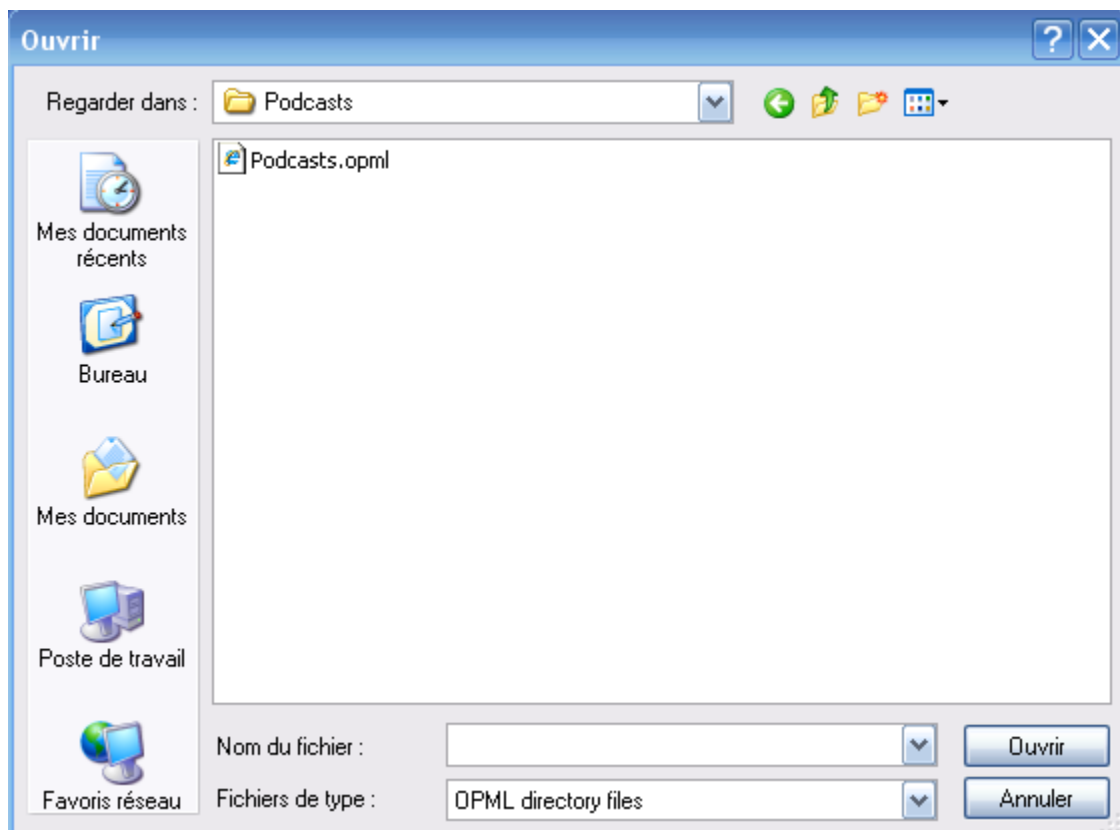 Ouvrir
Regarder dans :
Podcasts
Podcasts.opml
Mes documents
récents
Bureau
Mes documents
Poste de travail
Favoris réseau
Nom du fichier :
Ouvrir
Fichiers de type :
OPML directory files
Annuler